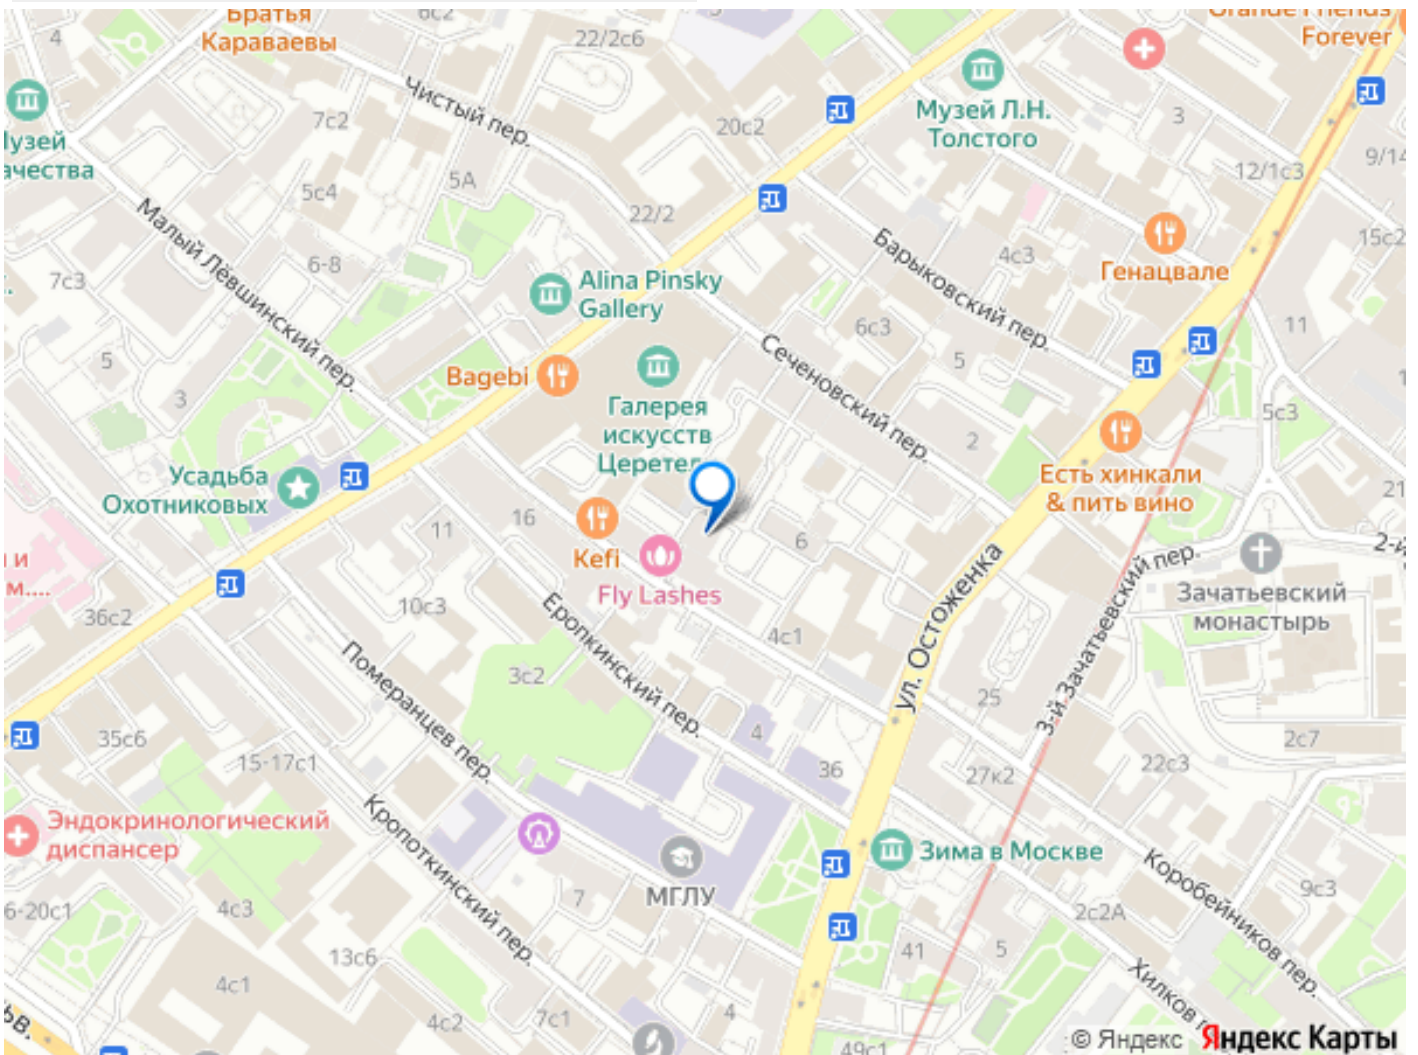 Братья
Караваевы
6с2
22/2с6
Grande Friends
Forever
4
Чистый пер.
7с2
20с2
Музей Л.Н.
Толстого
3
9/14
12/1с3
5А
5с4
22/2
15с2
Малый Лёвшинский пер.
6-8
7с3
Alina Pinsky
Gallery
Барыковский пер.
4с3
Генацвале
6с3
11
5
5
3
Bagebi
Сеченовский пер.
Галерея
искусств
2
5с3
Усадьба
Охотниковых
Есть хинкали
& пить вино
21
11
16
Kefi
6
Fly Lashes
ул. Остоженка
3-й Зачатьевский пер.
Зачатьевский
монастырь
36с2
10с3
Еропкинский пер.
4с1
Померанцев пер.
3с2
25
35с6
15-17с1
4
36
27к2
22с3
2с7
Эндокринологический
диспансер
Кропоткинский пер.
МГЛУ
Зима в Москве
Коробейников пер.
9с3
6-20с1
4с3
7
2с2А
13с6
41
5
Хилков
4с1
4с2
7с1
4
49с1
© Яндекс Яндекс Карты